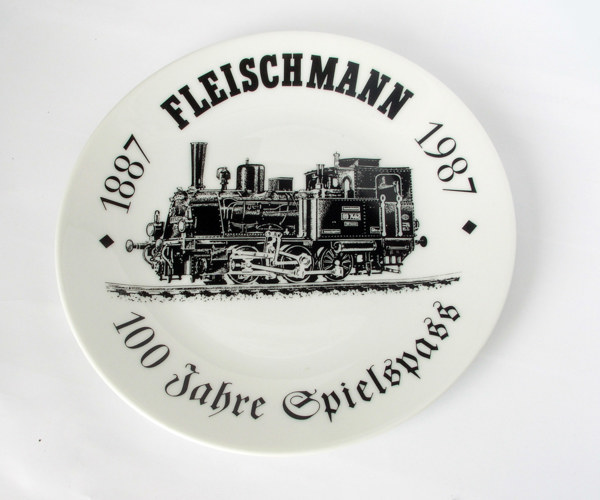 FLEISCHMANN
1887
1987
100 Jahre Spielspass